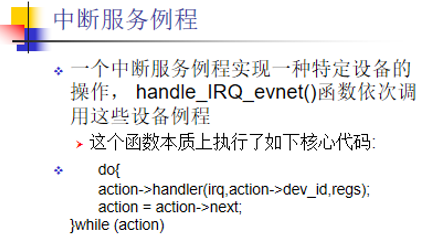 中断服务例程
一个中断服务例程实现一种特定设备的
操作， handle_IRQ_evnet()函数依次调
用这些设备例程
这个函数本质上执行了如下核心代码:
do{
action->handler(irq,action->dev_id,regs);
action = action->next;
}while (action)